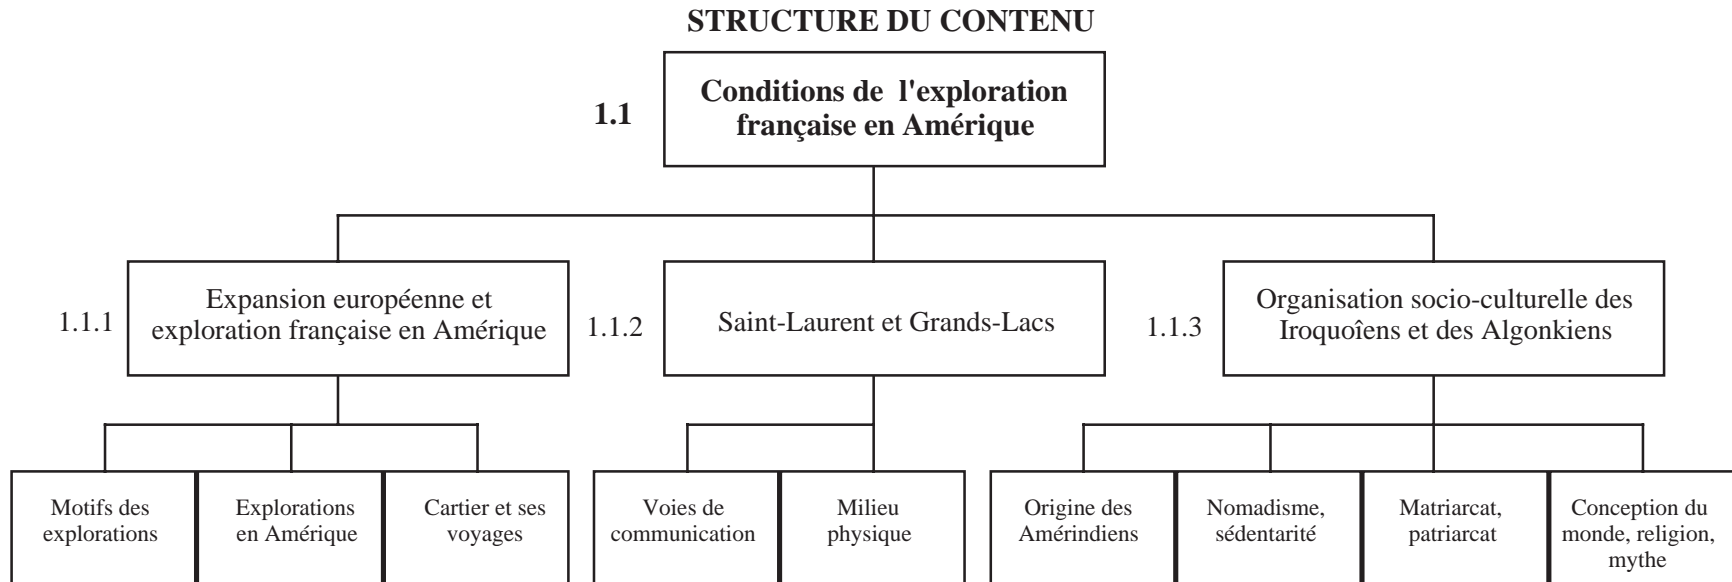 STRUCTURE DU CONTENU
1.1
Conditions de l'exploration
française en Amérique
1.1.1
Expansion européenne et
exploration française en Amérique
1.1.2
Saint-Laurent et Grands-Lacs
1.1.3
Organisation socio-culturelle des
Iroquoîens et des Algonkiens
Motifs des
explorations
Explorations
en Amérique
Cartier et ses
voyages
Voies de
communication
Milieu
physique
Origine des
Amérindiens
Nomadisme,
sédentarité
Matriarcat,
patriarcat
Conception du
monde, religion,
mythe